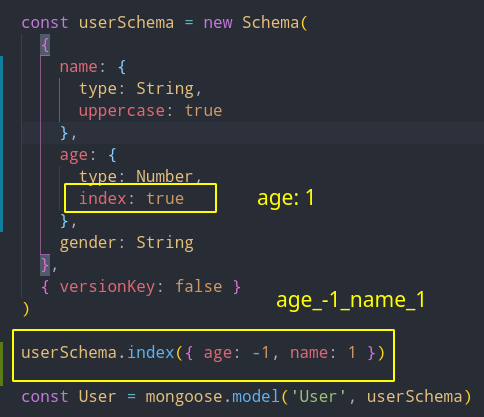 const userSchema = new Schema(
{
name: {
type: String,
uppercase: true
},
age: {
type: Number,
index: true
age: 1
},
gender: String
},
{ versionKey: false }
age_-1_name_1
)
userSchema.index({ age: -1, name: 1 })
const User = mongoose.model('User', userSchema)